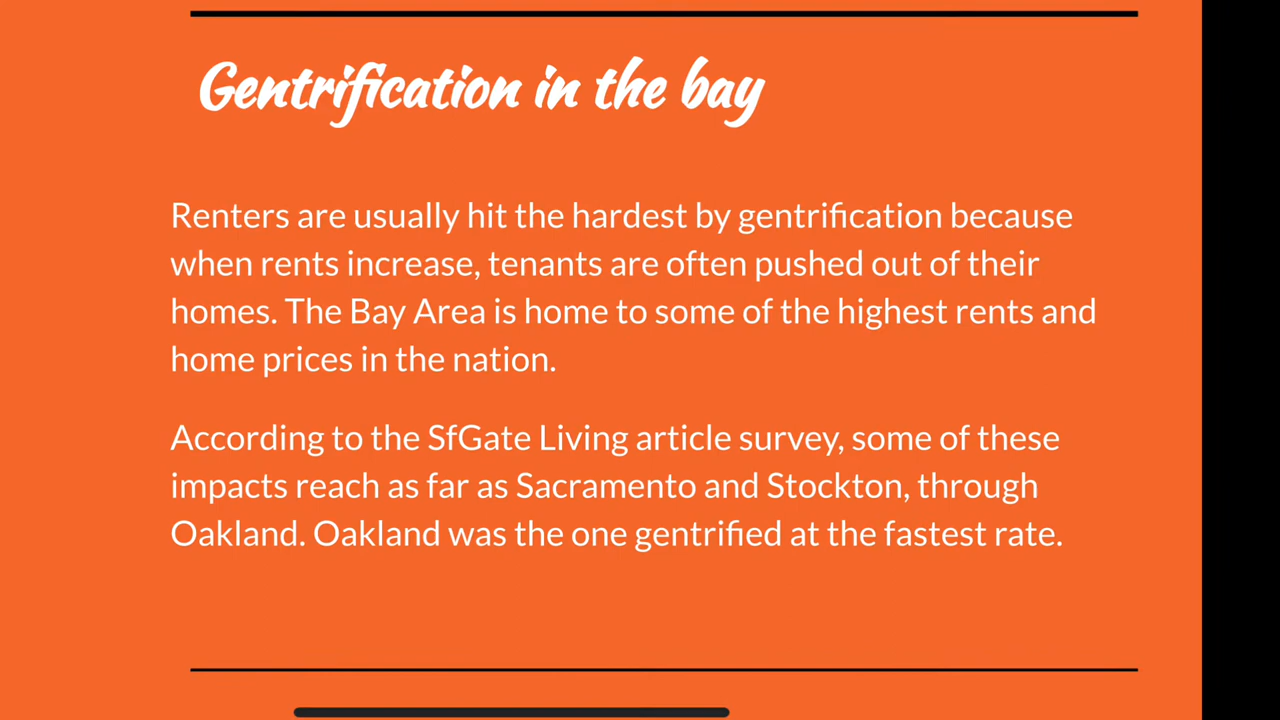 Gentrification in the bay
Renters are usually hit the hardest by gentrification because
when rents increase, tenants are often pushed out of their
homes. The Bay Area is home to some of the highest rents and
home prices in the nation.
According to the SfGate Living article survey, some of these
impacts reach as far as Sacramento and Stockton, through
Oakland. Oakland was the one gentrified at the fastest rate.